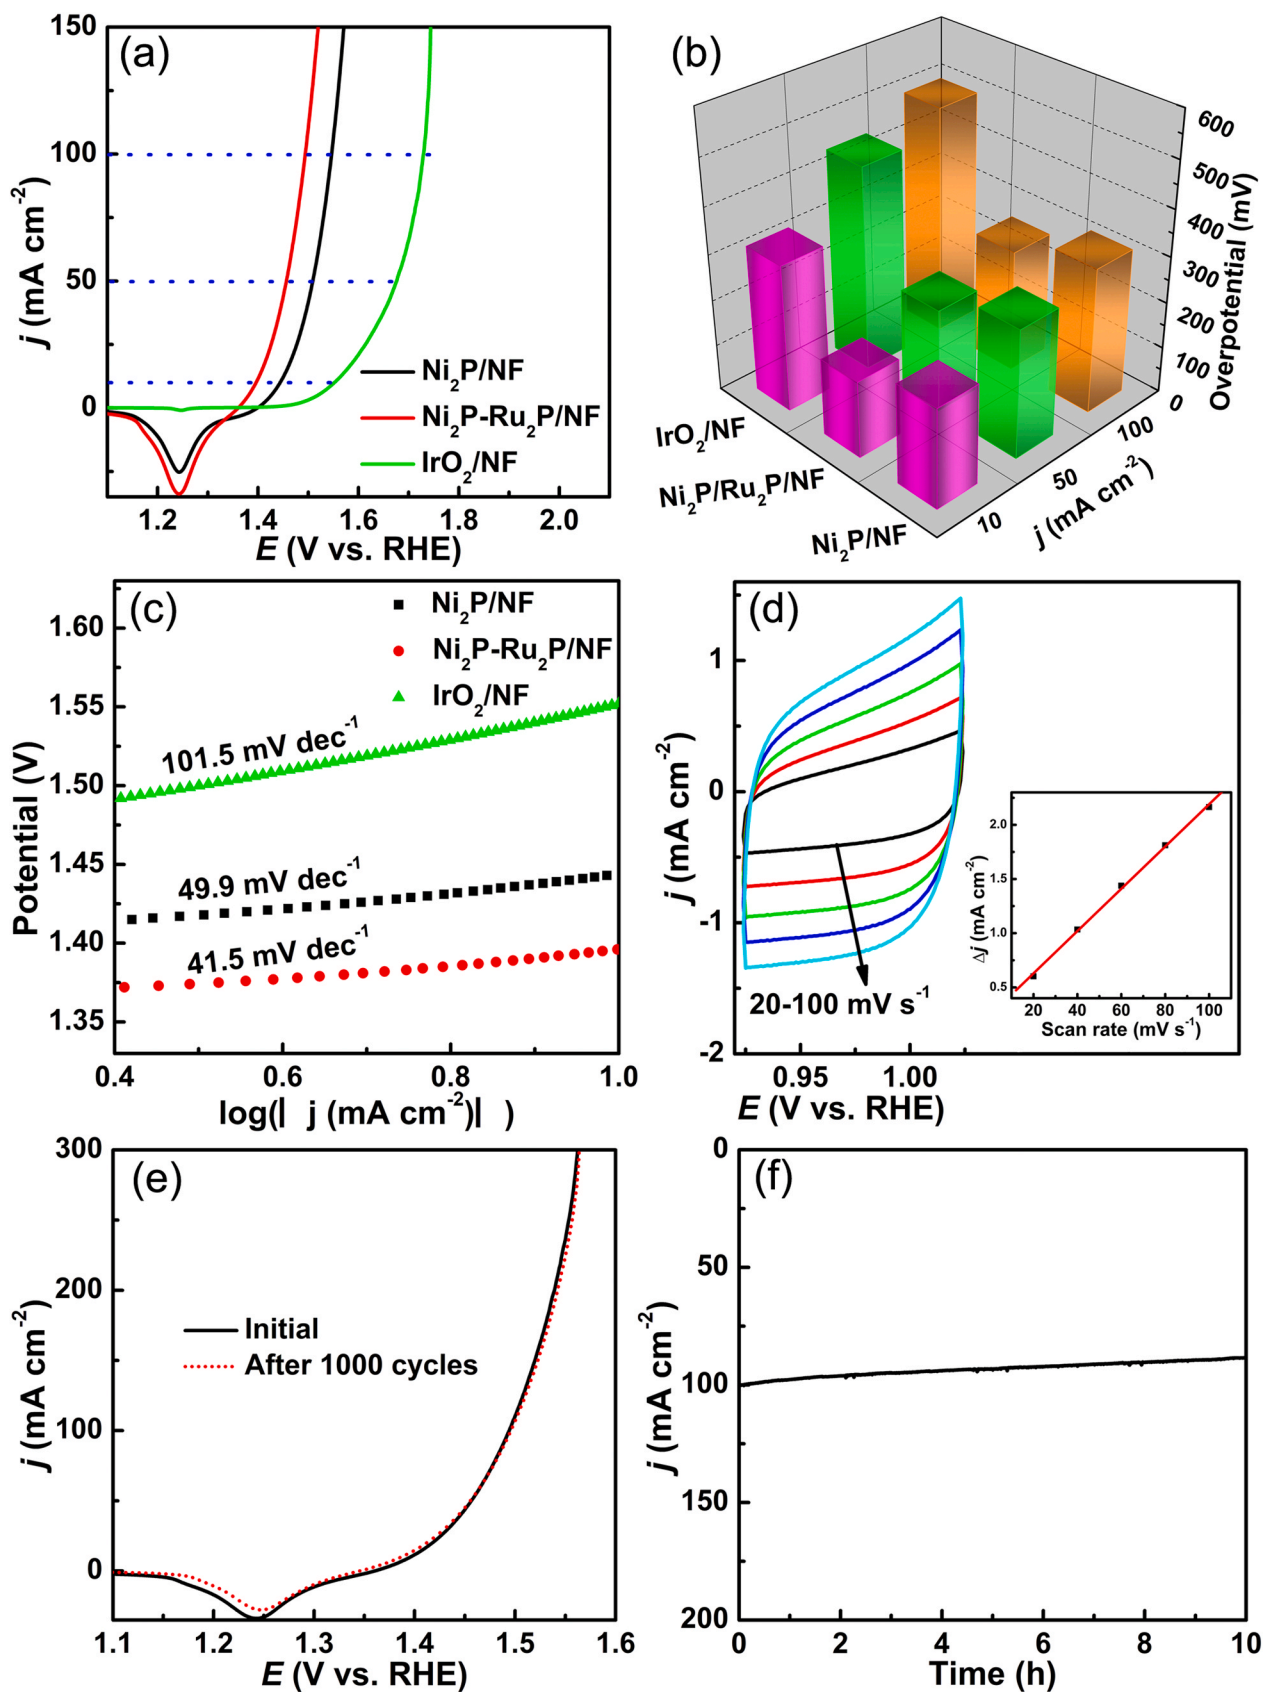 (a)
150
100
50
0
j (mA cm-2)
Ni2P/NF
Ni2P-Ru2P/NF
IrO2/NF
1.2 1.4 1.6 1.8 2.0
E (V vs. RHE)
(b)
600
500
400
300
200
100
0
Overpotential (mV)
IrO2/NF
Ni2P/Ru2P/NF
Ni2P/NF
10
50
100
j (mA cm-2)
(c)
Ni2P/NF
Ni2P-Ru2P/NF
IrO2/NF
1.60
1.55
1.50
1.45
1.40
1.35
Potential (V)
101.5 mV dec-1
49.9 mV dec-1
41.5 mV dec-1
0.4 0.6 0.8 1.0
log(| j (mA cm-2)| )
(d)
1
0
-1
-2
j (mA cm-2)
20-100 mV s-1
0.95 1.00
E (V vs. RHE)
2.0
1.5
1.0
0.5
Δj (mA cm-2)
20 40 60 80 100
Scan rate (mV s-1)
(e)
300
200
100
0
j (mA cm-2)
Initial
After 1000 cycles
1.1 1.2 1.3 1.4 1.5 1.6
E (V vs. RHE)
(f)
0
50
100
150
200
j (mA cm-2)
0 2 4 6 8 10
Time (h)